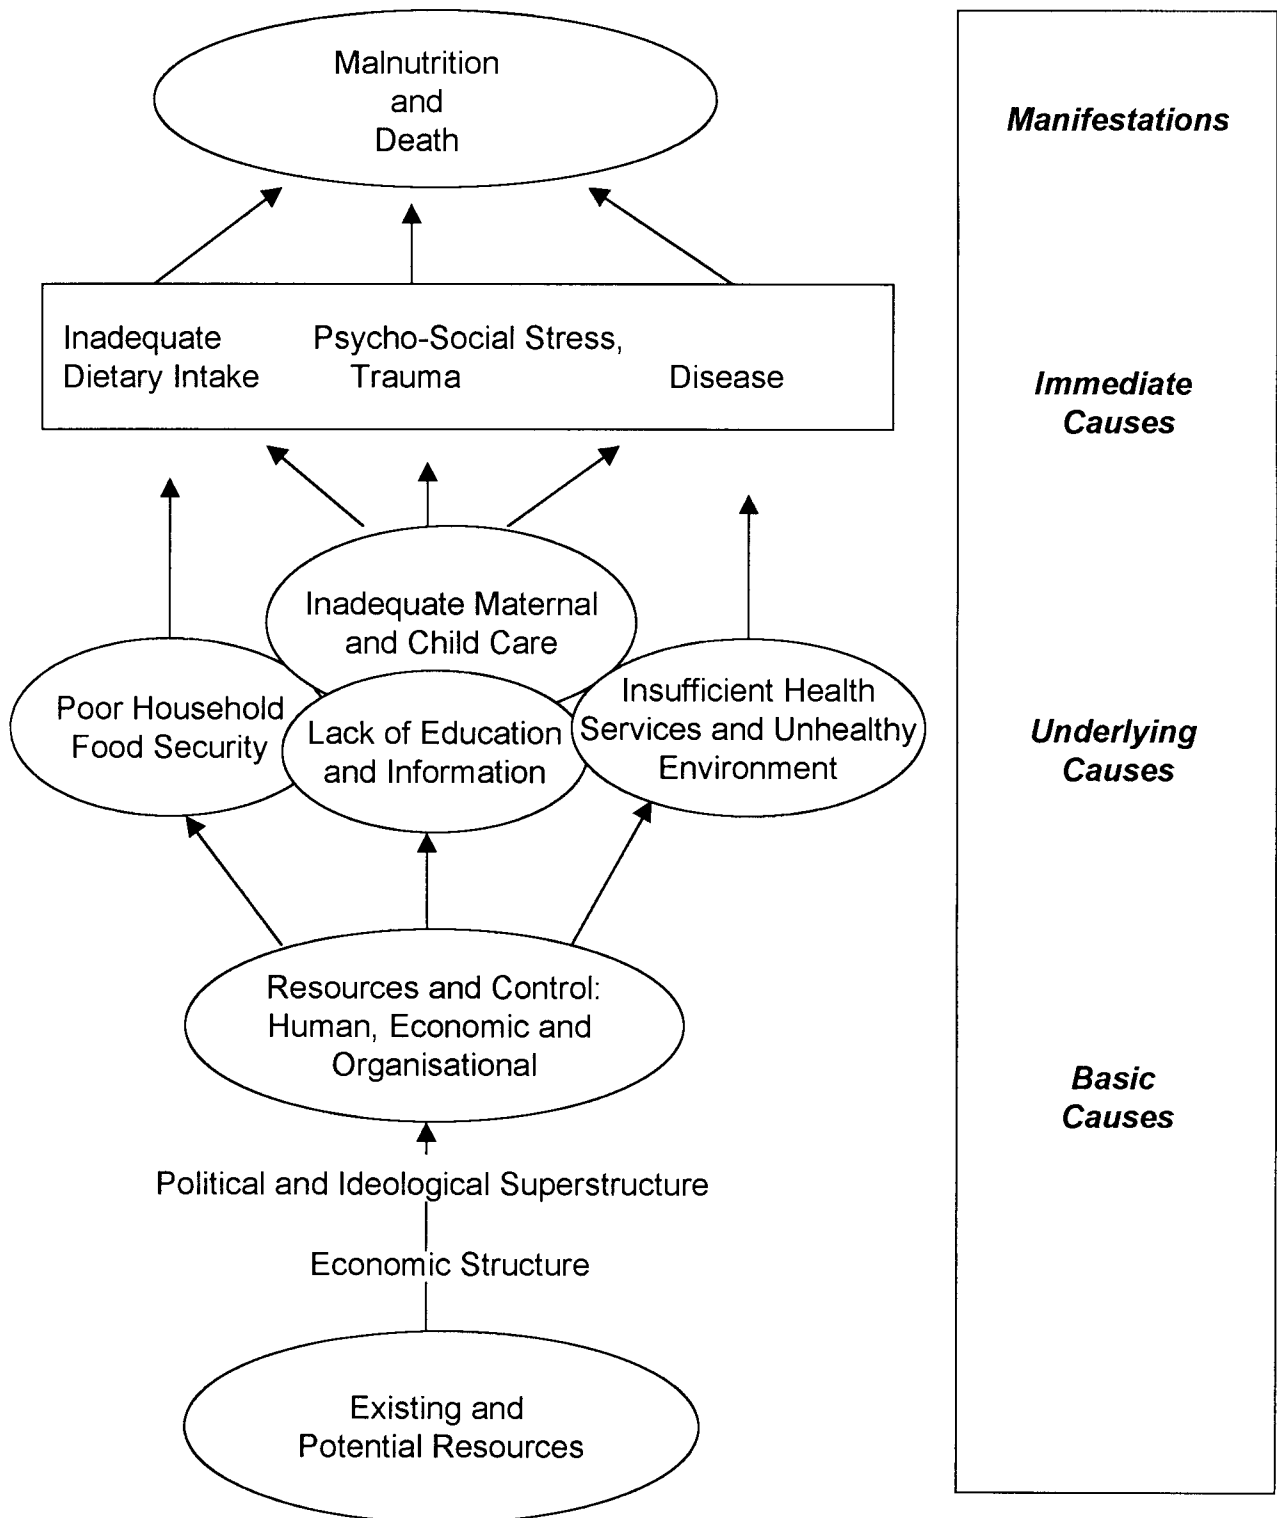 Malnutrition
and
Death
Manifestations
Inadequate
Dietary Intake
Psycho-Social Stress,
Trauma
Disease
Immediate
Causes
Inadequate Maternal
and Child Care
Poor Household
Food Security
Lack of Education
and Information
Insufficient Health
Services and Unhealthy
Environment
Underlying
Causes
Resources and Control:
Human, Economic and
Organisational
Basic
Causes
Political and Ideological Superstructure
Economic Structure
Existing and
Potential Resources